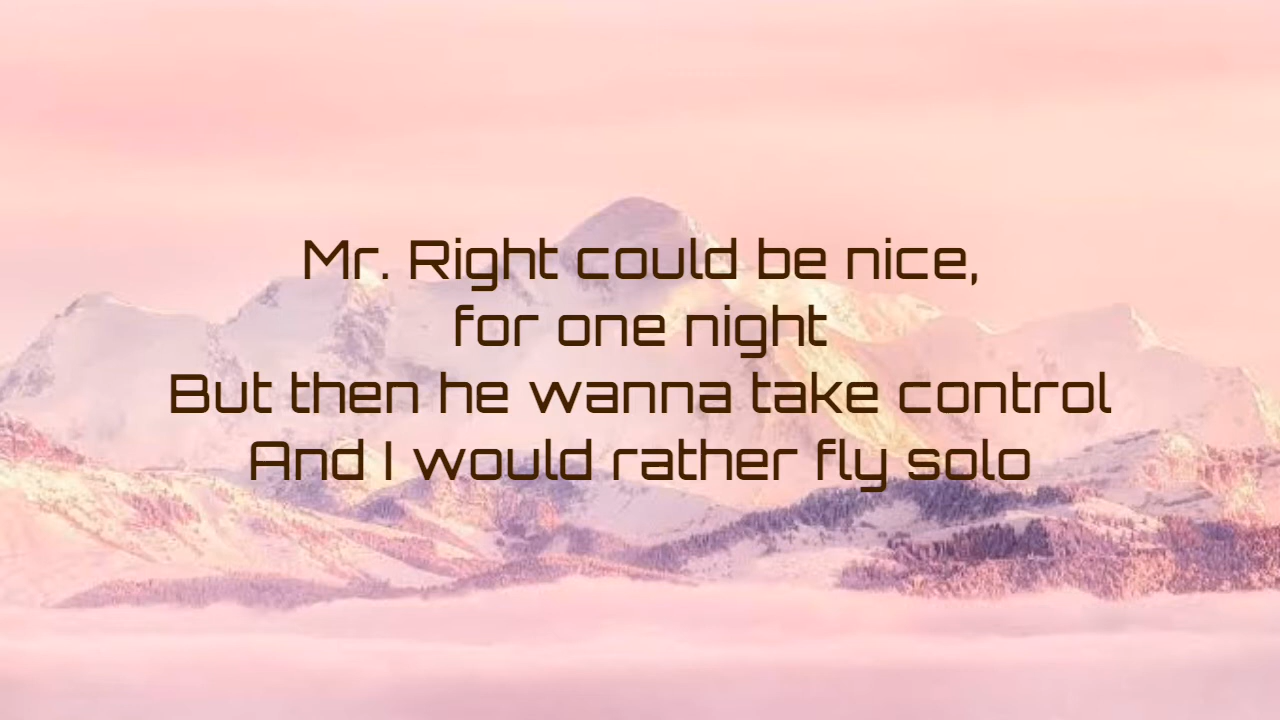 Mr. Right could be nice,
for one night
But then he wanna take control
And I would rather fly solo